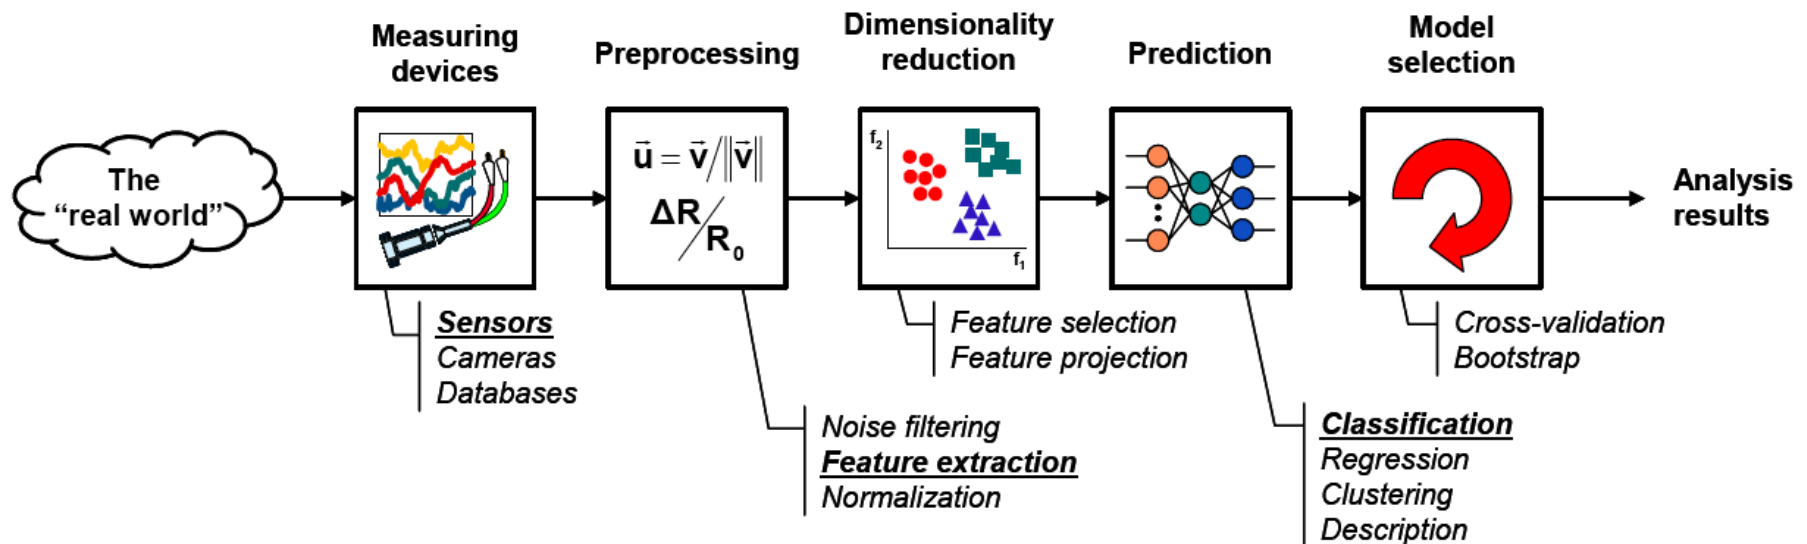 Measuring
devices
Preprocessing
Dimensionality
reduction
Prediction
Model
selection
The
“real world”
u⃗ = v⃗/‖v⃗‖
ΔR/R₀
f₂
f₁
Analysis
results
Sensors
Cameras
Databases
Noise filtering
Feature extraction
Normalization
Feature selection
Feature projection
Classification
Regression
Clustering
Description
Cross-validation
Bootstrap